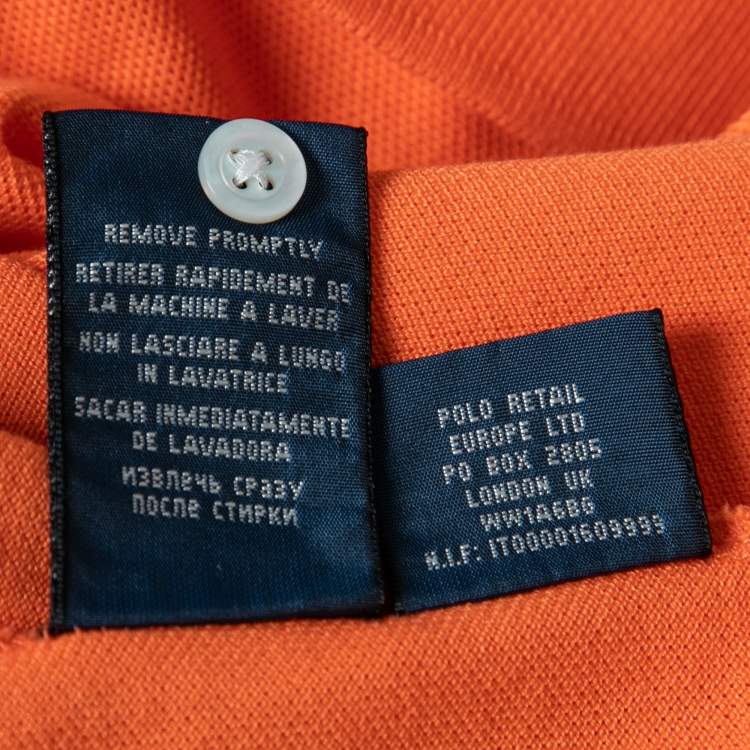 REMOVE PROMPTLY
RETIRER RAPIDEMENT DE
LA MACHINE A LAVER
NON LASCIARE A LUNGO
IN LAVATRICE
SACAR INMEDIATAMENTE
DE LAVADORA
ИЗВЛЕЧЬ СРАЗУ
ПОСЛЕ СТИРКИ
POLO RETAIL
EUROPE LTD
PO BOX 2805
LONDON UK
WW1A6BG
N.I.F: IT00001609999